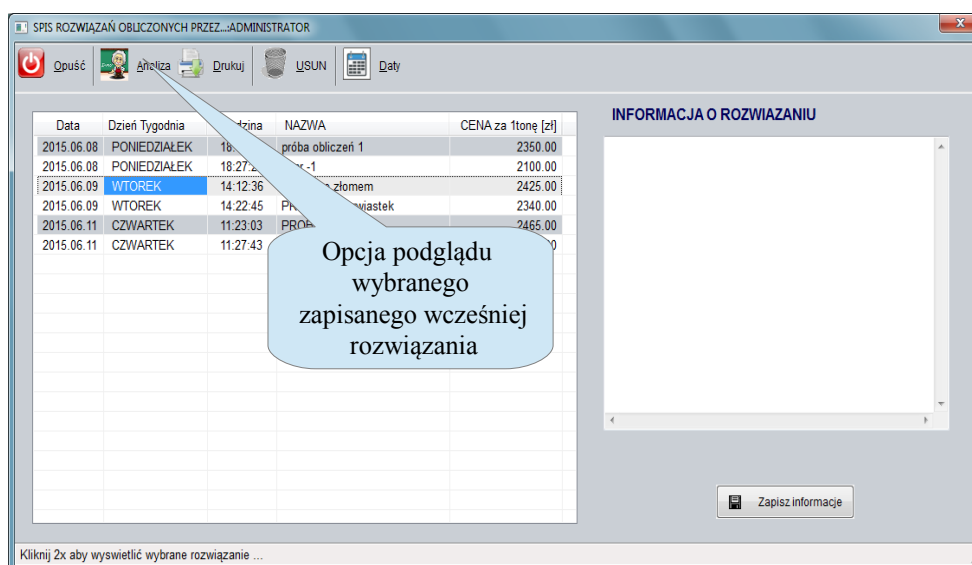 SPIS ROZWIĄZAŃ OBLICZONYCH PRZEZ...:ADMINISTRATOR
Opuść Analiza Drukuj USUN Daty
INFORMACJA O ROZWIAZANIU
Data Dzień Tygodnia NAZWA CENA za 1tonę [zł]
2015.06.08 PONIEDZIAŁEK próba obliczeń 1 2350.00
2015.06.08 PONIEDZIAŁEK 2100.00
2015.06.09 WTOREK 14:12:36 złomem 2425.00
2015.06.09 WTOREK 14:22:45 2340.00
2015.06.11 CZWARTEK 11:23:03 2465.00
2015.06.11 CZWARTEK 11:27:43
Opcja podglądu
wybranego
zapisanego wcześniej
rozwiązania
Zapisz informacje
Kliknij 2x aby wyswietlić wybrane rozwiązanie ...